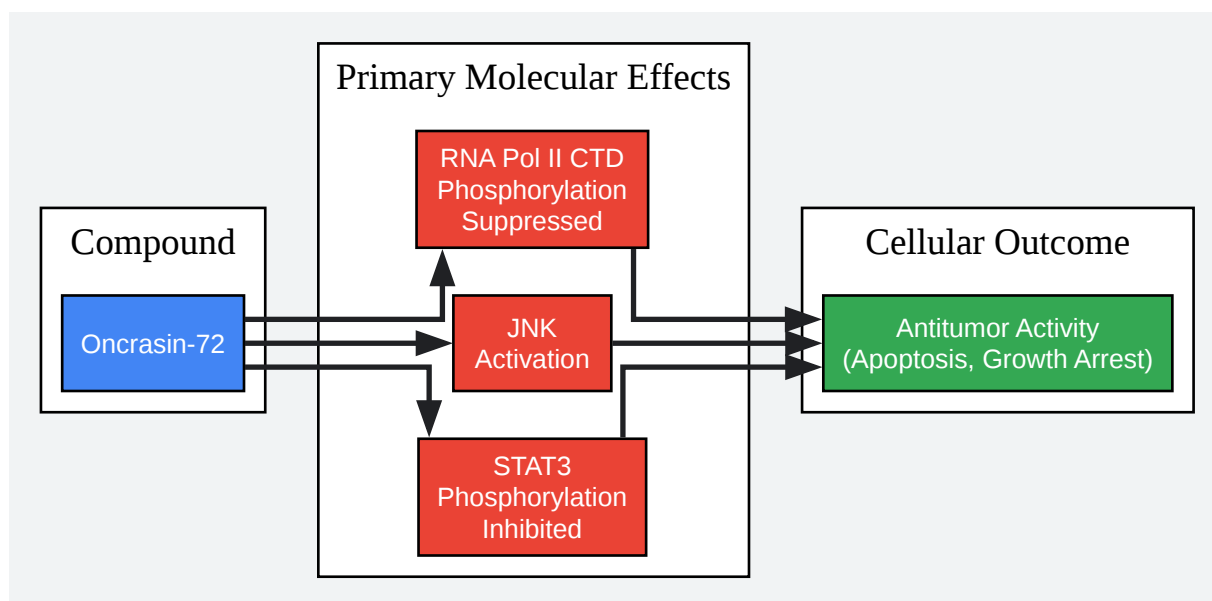 Compound
Oncrasin-72
Primary Molecular Effects
RNA Pol II CTD
Phosphorylation
Suppressed
JNK
Activation
STAT3
Phosphorylation
Inhibited
Cellular Outcome
Antitumor Activity
(Apoptosis, Growth Arrest)